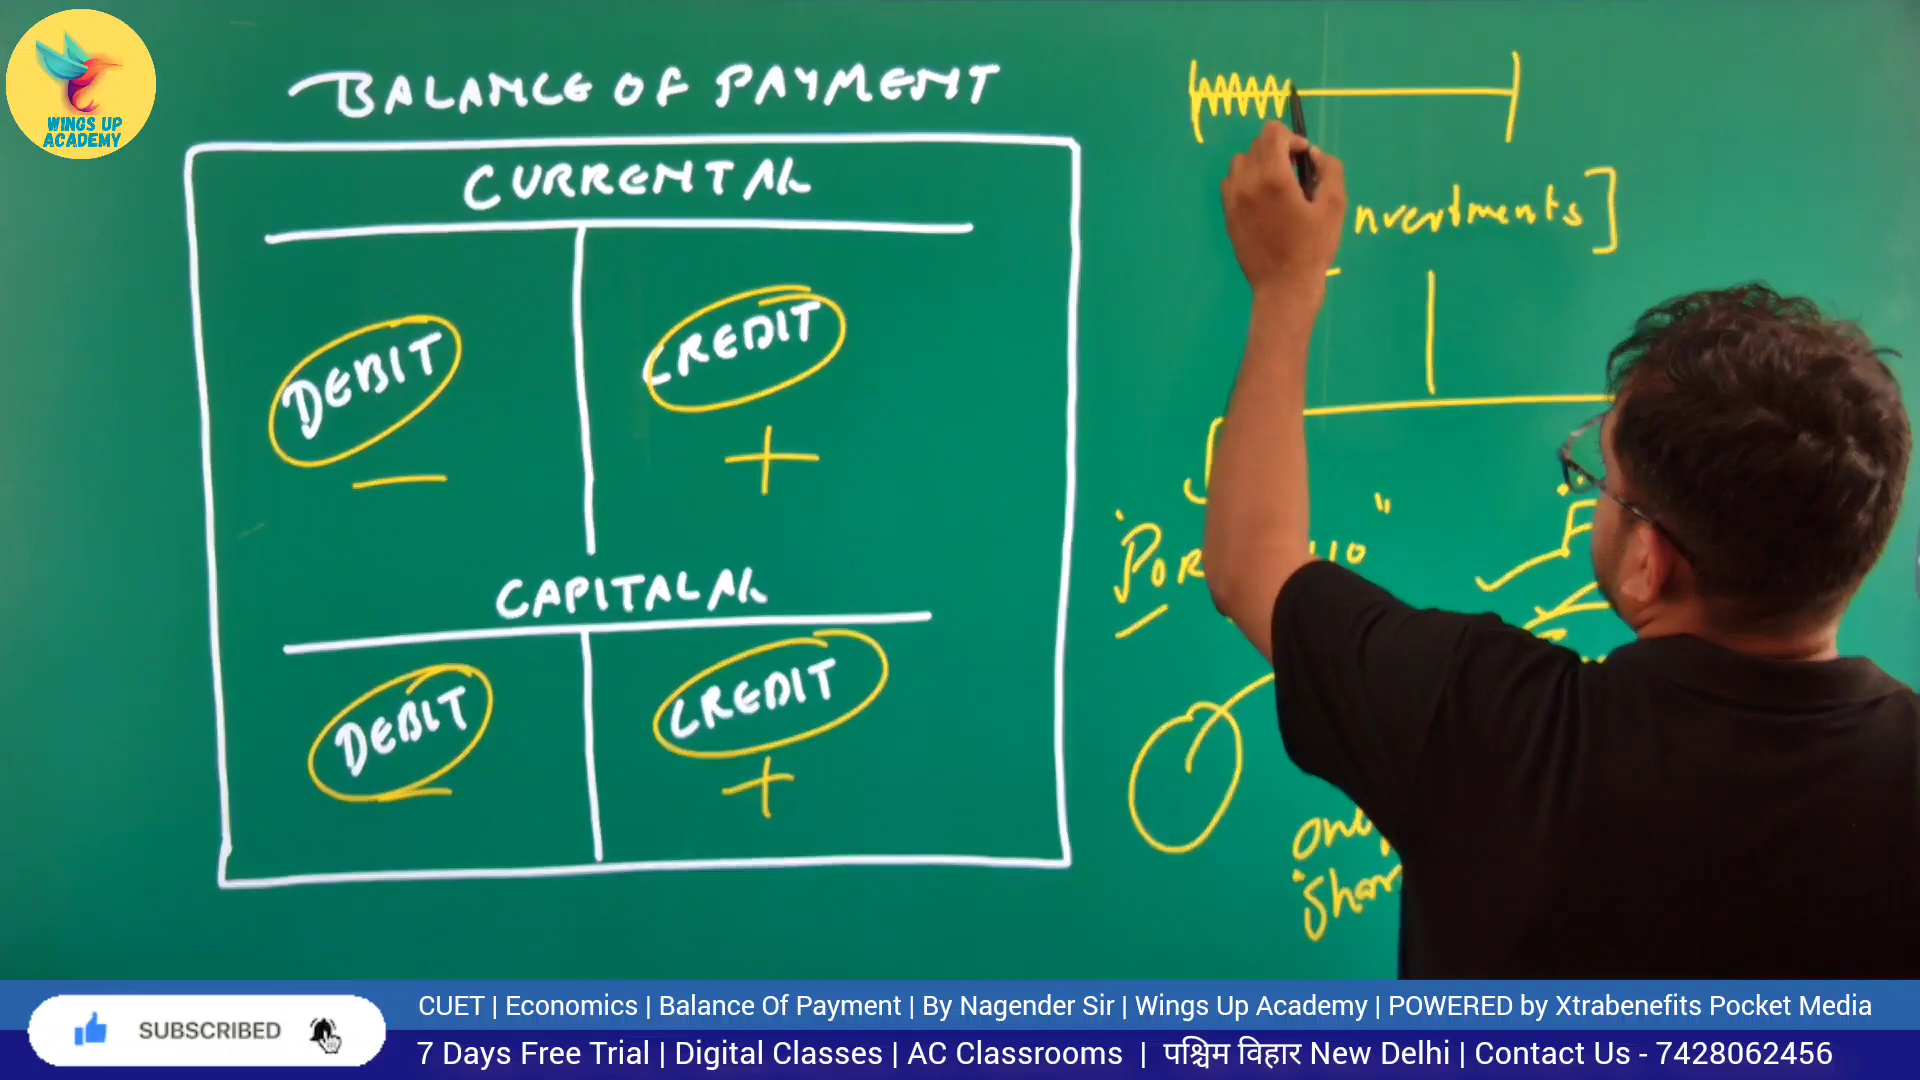 WINGS UP
ACADEMY
BALANCE OF PAYMENT
CURRENT A/c
DEBIT
CREDIT
—
+
CAPITAL A/c
DEBIT
CREDIT
—
+
nvestments]
"
SUBSCRIBED
CUET | Economics | Balance Of Payment | By Nagender Sir | Wings Up Academy | POWERED by Xtrabenefits Pocket Media
7 Days Free Trial | Digital Classes | AC Classrooms | पश्चिम विहार New Delhi | Contact Us - 7428062456